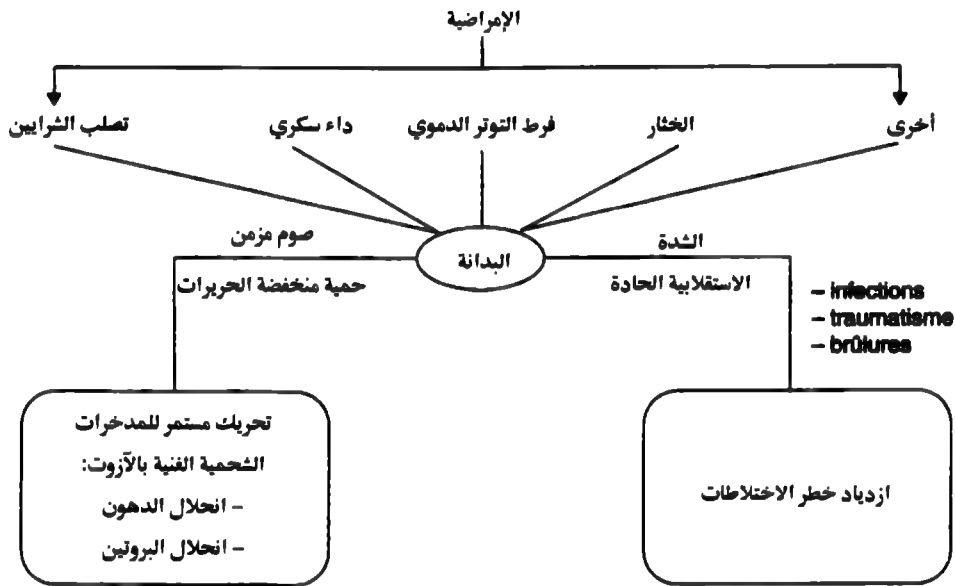 الإمراضية
تصلب الشرايين
داء سكري
فرط التوتر الدموي
الخثار
أخرى
البدانة
صوم مزمن
حمية منخفضة الحريرات
الشدة
الاستقلابية الحادة
– infections
– traumatisme
– brûlures
تحريك مستمر للمدخرات
الشحمية الغنية بالآزوت:
– انحلال الدهون
– انحلال البروتين
ازدياد خطر الاختلاطات